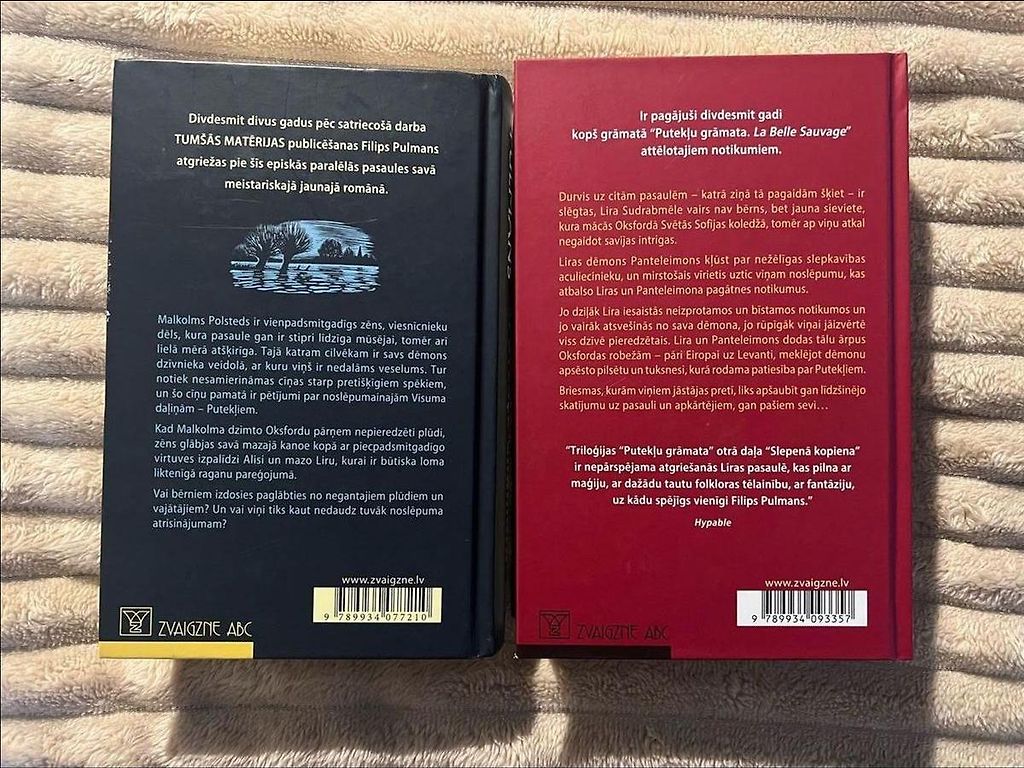 Divdesmit divus gadus pēc satriecošā darba
TUMŠĀS MATĒRIJAS publicēšanas Filips Pulmans
atgriežas pie šīs episkās paralēlās pasaules savā
meistariskajā jaunajā romānā.
Malkolms Polsteds ir vienpadsmitgadīgs zēns, viesnīcnieku
dēls, kura pasaule gan ir stipri līdzīga mūsējai, tomēr arī
lielā mērā atšķirīga. Tajā katram cilvēkam ir savs dēmons
dzīvnieka veidolā, ar kuru viņš ir nedalāms veselums. Tur
notiek nesamierināmas cīņas starp pretišķīgiem spēkiem,
un šo cīņu pamatā ir pētījumi par noslēpumainajām Visuma
daļiņām – Putekļiem.
Kad Malkolma dzimto Oksfordu pārņem nepieredzēti plūdi,
zēns glābjas savā mazajā kanoe kopā ar piecpadsmitgadīgo
virtuves izpalīdzi Alisi un mazo Liru, kurai ir būtiska loma
liktenīgā raganu pareģojumā.
Vai bērniem izdosies paglābties no negantajiem plūdiem un
vajātājiem? Un vai viņi tiks kaut nedaudz tuvāk noslēpuma
atrisinājumam?
www.zvaigzne.lv
9 789934 077210
ZVAIGZNE ABC
Ir pagājuši divdesmit gadi
kopš grāmatā "Putekļu grāmata. La Belle Sauvage"
attēlotajiem notikumiem.
Durvis uz citām pasaulēm – katrā ziņā tā pagaidām šķiet – ir
slēgtas, Lira Sudrabmēle vairs nav bērns, bet jauna sieviete,
kura mācās Oksfordā Svētās Sofijas koledžā, tomēr ap viņu atkal
negaidot savijas intrigas.
Liras dēmons Panteleimons kļūst par nežēlīgas slepkavības
aculiecinieku, un mirstošais vīrietis uztic viņam noslēpumu, kas
atbalso Liras un Panteleimona pagātnes notikumus.
Jo dziļāk Lira iesaistās neizprotamos un bīstamos notikumos un
jo vairāk atsvešinās no sava dēmona, jo rūpīgāk viņai jāizvērtē
viss dzīvē pieredzētais. Lira un Panteleimons dodas tālu ārpus
Oksfordas robežām – pāri Eiropai uz Levanti, meklējot dēmonu
apsēsto pilsētu un tuksnesi, kurā rodama patiesība par Putekļiem.
Briesmas, kurām viņiem jāstājas pretī, liks apšaubīt gan līdzšinējo
skatījumu uz pasauli un apkārtējiem, gan pašiem sevi…
"Triloģijas "Putekļu grāmata" otrā daļa "Slepenā kopiena"
ir nepārspējama atgriešanās Liras pasaulē, kas pilna ar
maģiju, ar dažādu tautu folkloras tēlainību, ar fantāziju,
uz kādu spējīgs vienīgi Filips Pulmans."
Hypable
www.zvaigzne.lv
9 789934 093357
ZVAIGZNE ABC